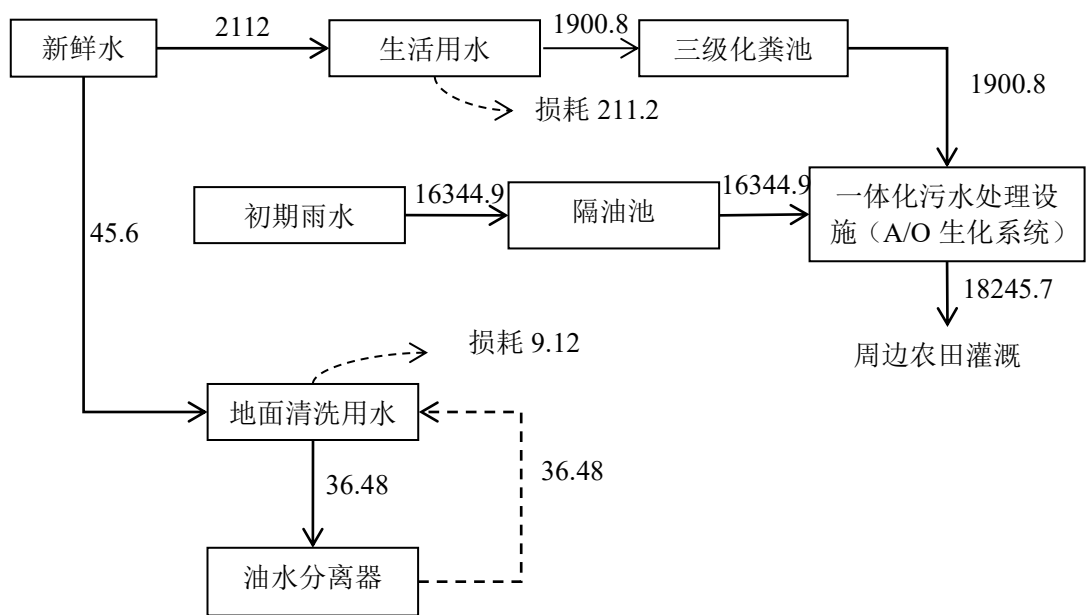 新鲜水
2112
生活用水
1900.8
三级化粪池
1900.8
损耗 211.2
初期雨水
16344.9
隔油池
16344.9
一体化污水处理设
施（A/O 生化系统）
45.6
18245.7
周边农田灌溉
损耗 9.12
地面清洗用水
36.48
36.48
油水分离器